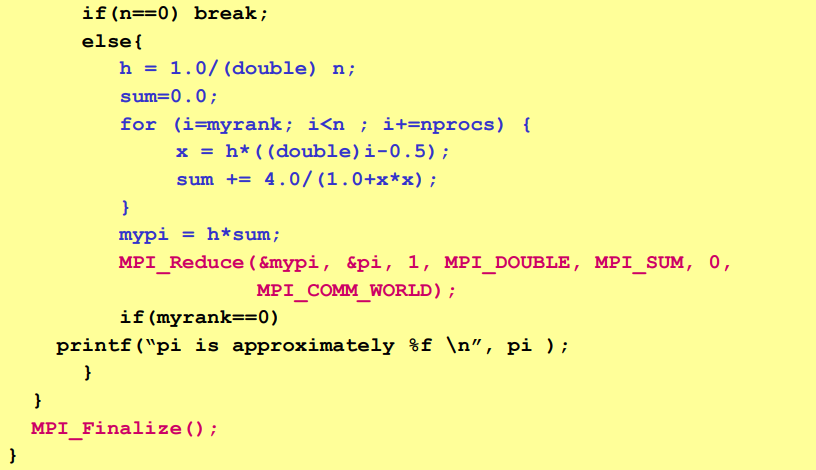 if(n==0) break;
else{
h = 1.0/(double) n;
sum=0.0;
for (i=myrank; i<n ; i+=nprocs) {
x = h*((double)i-0.5);
sum += 4.0/(1.0+x*x);
}
mypi = h*sum;
MPI_Reduce(&mypi, &pi, 1, MPI_DOUBLE, MPI_SUM, 0,
MPI_COMM_WORLD);
if(myrank==0)
printf(“pi is approximately %f \n”, pi );
}
}
MPI_Finalize();
}